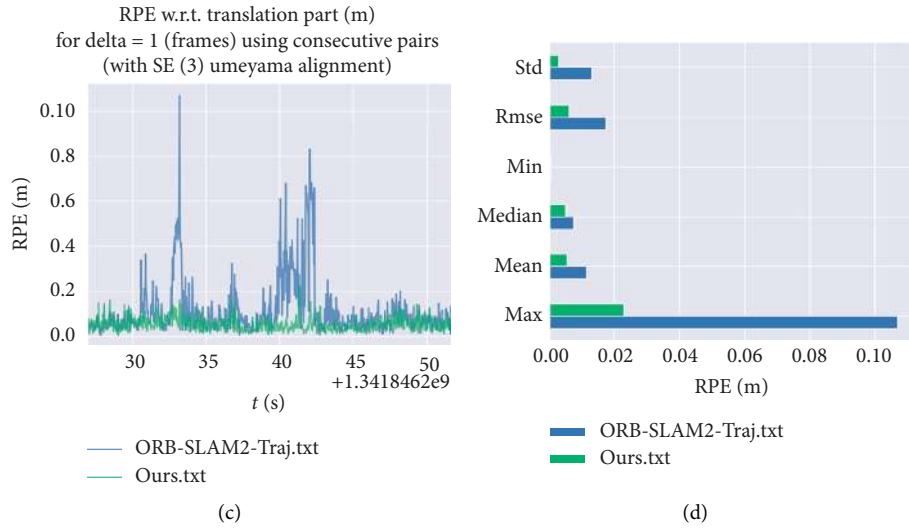 RPE w.r.t. translation part (m)
for delta = 1 (frames) using consecutive pairs
(with SE (3) umeyama alignment)
RPE (m)
0.10
0.8
0.6
0.4
0.2
0.0
30 35 40 45 50
+1.3418462e9
t (s)
ORB-SLAM2-Traj.txt
Ours.txt
(c)
Std
Rmse
Min
Median
Mean
Max
0.00 0.02 0.04 0.06 0.08 0.10
RPE (m)
ORB-SLAM2-Traj.txt
Ours.txt
(d)